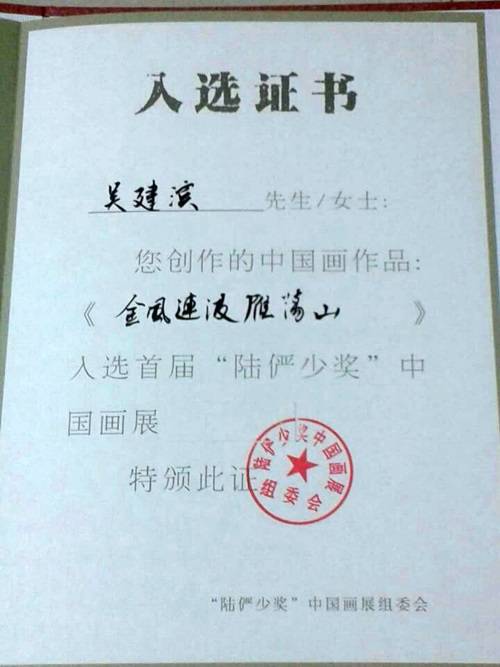 入选证书
吴建滨 先生/女士:
您创作的中国画作品:
《金风连波雁荡山》
入选首届“陆俨少奖”中
国画展
特颁此证
陆俨少奖中国画展
组委会
“陆俨少奖”中国画展组委会